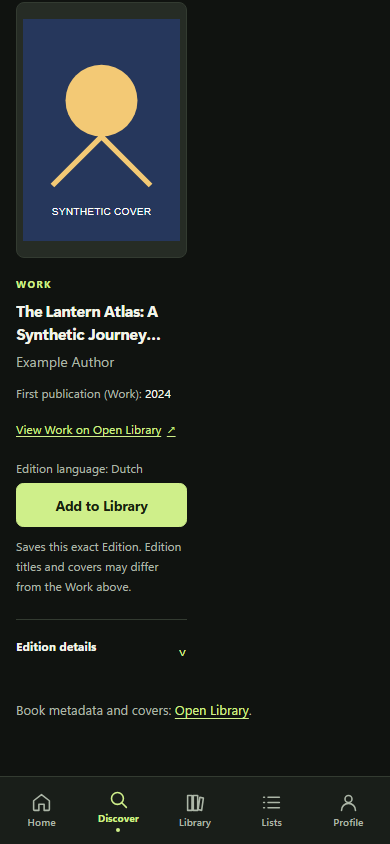 SYNTHETIC COVER
WORK
The Lantern Atlas: A
Synthetic Journey...
Example Author
First publication (Work): 2024
View Work on Open Library ↗
Edition language: Dutch
Add to Library
Saves this exact Edition. Edition
titles and covers may differ
from the Work above.
Edition details v
Book metadata and covers: Open Library.
Home Discover Library Lists Profile